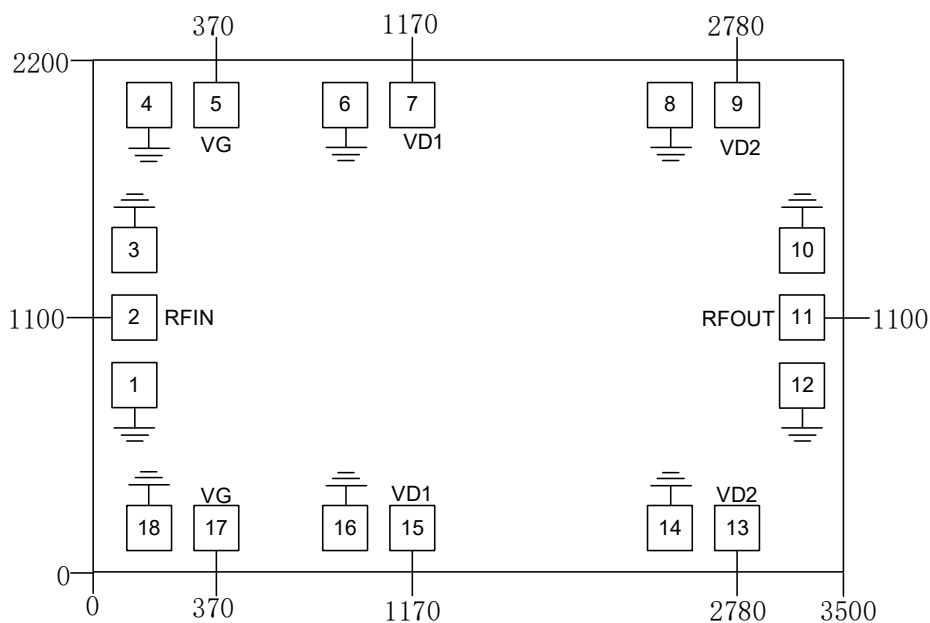 370 1170 2780
2200
4 5 6 7 8 9
VG VD1 VD2
3 10
1100 2 RFIN RFOUT 11 1100
1 12
VG VD1 VD2
18 17 16 15 14 13
0
0 370 1170 2780 3500